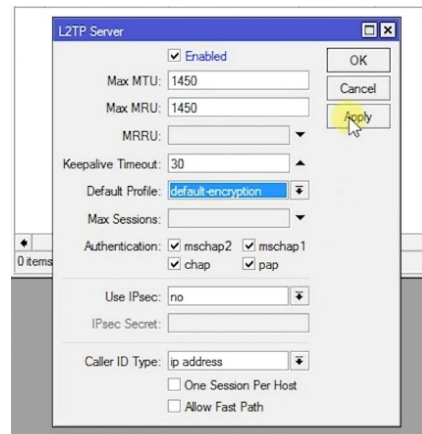 L2TP Server
Enabled
OK
Max MTU: 1450
Cancel
Max MRU: 1450
Apply
MRRU:
Keepalive Timeout: 30
Default Profile: default-encryption
Max Sessions:
Authentication: mschap2 mschap1
chap pap
0 items
Use IPsec: no
IPsec Secret:
Caller ID Type: ip address
One Session Per Host
Allow Fast Path